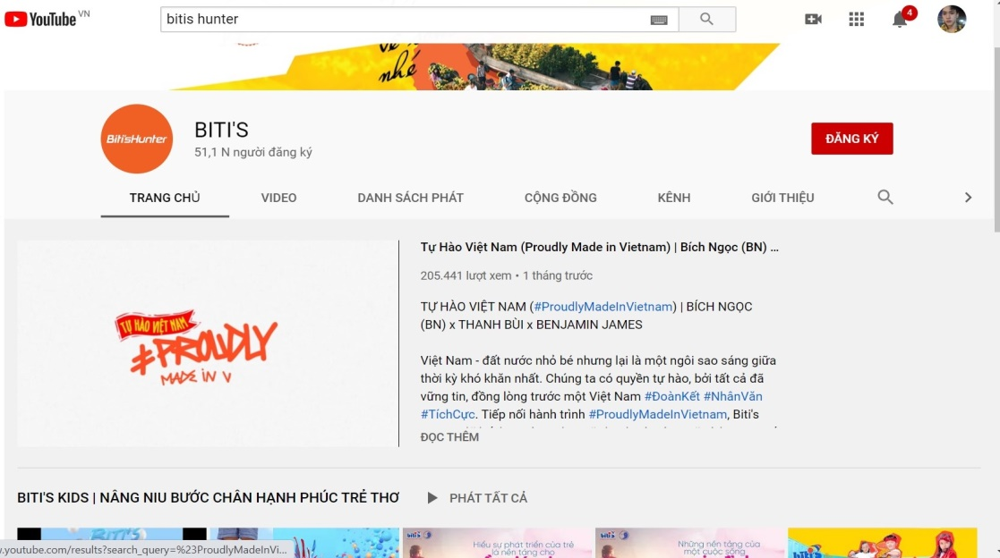 YouTube VN
bitis hunter
4
nhé
Biti'sHunter
BITI'S
51,1 N người đăng ký
ĐĂNG KÝ
TRANG CHỦ
VIDEO
DANH SÁCH PHÁT
CỘNG ĐỒNG
KÊNH
GIỚI THIỆU
TỰ HÀO VIỆT NAM
#PROUDLY
MADE IN V
Tự Hào Việt Nam (Proudly Made in Vietnam) | Bích Ngọc (BN) ...
205.441 lượt xem • 1 tháng trước
TỰ HÀO VIỆT NAM (#ProudlyMadeInVietnam) | BÍCH NGỌC
(BN) x THANH BÙI x BENJAMIN JAMES
Việt Nam - đất nước nhỏ bé nhưng lại là một ngôi sao sáng giữa
thời kỳ khó khăn nhất. Chúng ta có quyền tự hào, bởi tất cả đã
vững tin, đồng lòng trước một Việt Nam #ĐoànKết #NhânVăn
#TíchCực. Tiếp nối hành trình #ProudlyMadeInVietnam, Biti's
ĐỌC THÊM
BITI'S KIDS | NÂNG NIU BƯỚC CHÂN HẠNH PHÚC TRẺ THƠ
PHÁT TẤT CẢ
BITI'S
biti's
Hiểu sự phát triển của trẻ
là nền tảng cho
biti's
Những nền tảng của
một cuộc sống
.youtube.com/results?search_query=%23ProudlyMadeInVi...